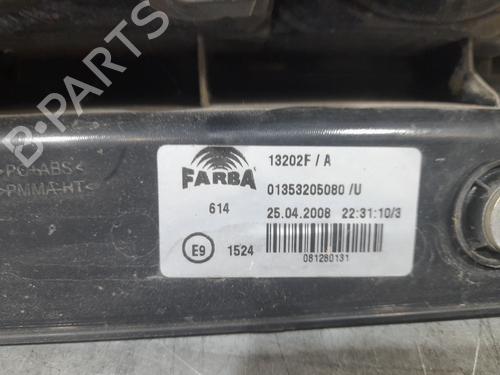 B-PARTS
>PC+ABS<
>PMMA-HT<
FARBA
13202F / A
01353205080 /U
614
25.04.2008 22:31:10/3
E9
1524
081280131